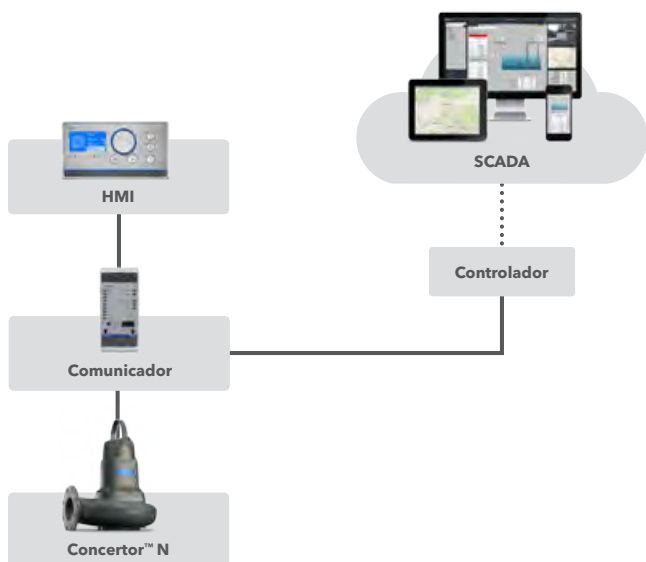 SCADA
HMI
Controlador
Comunicador
Concertor™ N